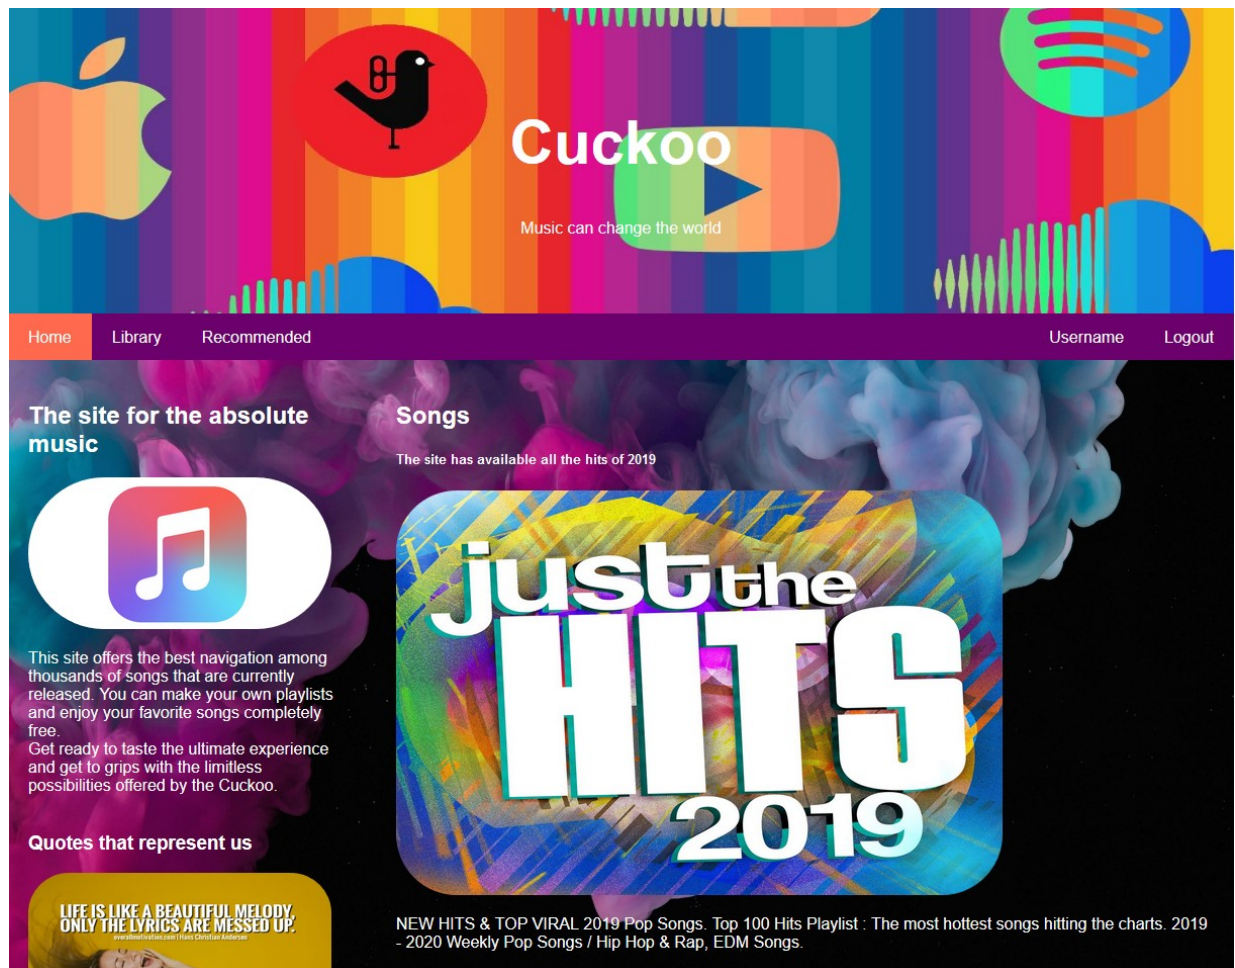 Cuckoo
Music can change the world
Home Library Recommended Username Logout
The site for the absolute
music
This site offers the best navigation among
thousands of songs that are currently
released. You can make your own playlists
and enjoy your favorite songs completely
free.
Get ready to taste the ultimate experience
and get to grips with the limitless
possibilities offered by the Cuckoo.
Quotes that represent us
LIFE IS LIKE A BEAUTIFUL MELODY,
ONLY THE LYRICS ARE MESSED UP.
overallmotivation.com | Hans Christian Andersen
Songs
The site has available all the hits of 2019
just the
HITS
2019
NEW HITS & TOP VIRAL 2019 Pop Songs. Top 100 Hits Playlist : The most hottest songs hitting the charts. 2019
- 2020 Weekly Pop Songs / Hip Hop & Rap, EDM Songs.